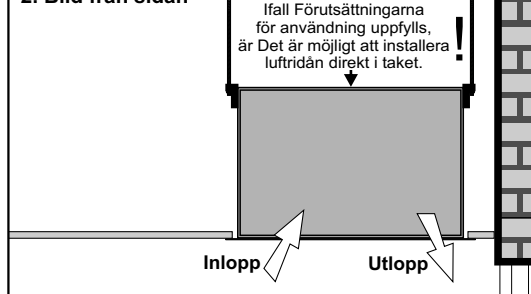 2. Bild från sidan
Ifall Förutsättningarna
för användning uppfylls,
är Det är möjligt att installera
luftridån direkt i taket.
!
Inlopp
Utlopp